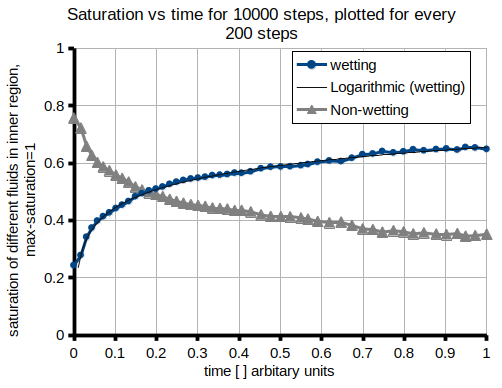 Saturation vs time for 10000 steps, plotted for every
200 steps
saturation of different fluids in inner region,
max-saturation=1
1
0.8
0.6
0.4
0.2
0
wetting
Logarithmic (wetting)
Non-wetting
0 0.1 0.2 0.3 0.4 0.5 0.6 0.7 0.8 0.9 1
time [ ] arbitary units